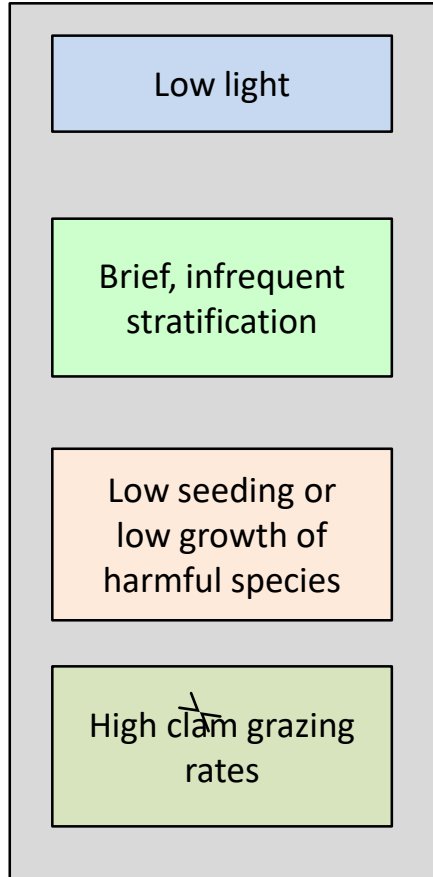 Low light
Brief, infrequent
stratification
Low seeding or
low growth of
harmful species
High clam grazing
rates